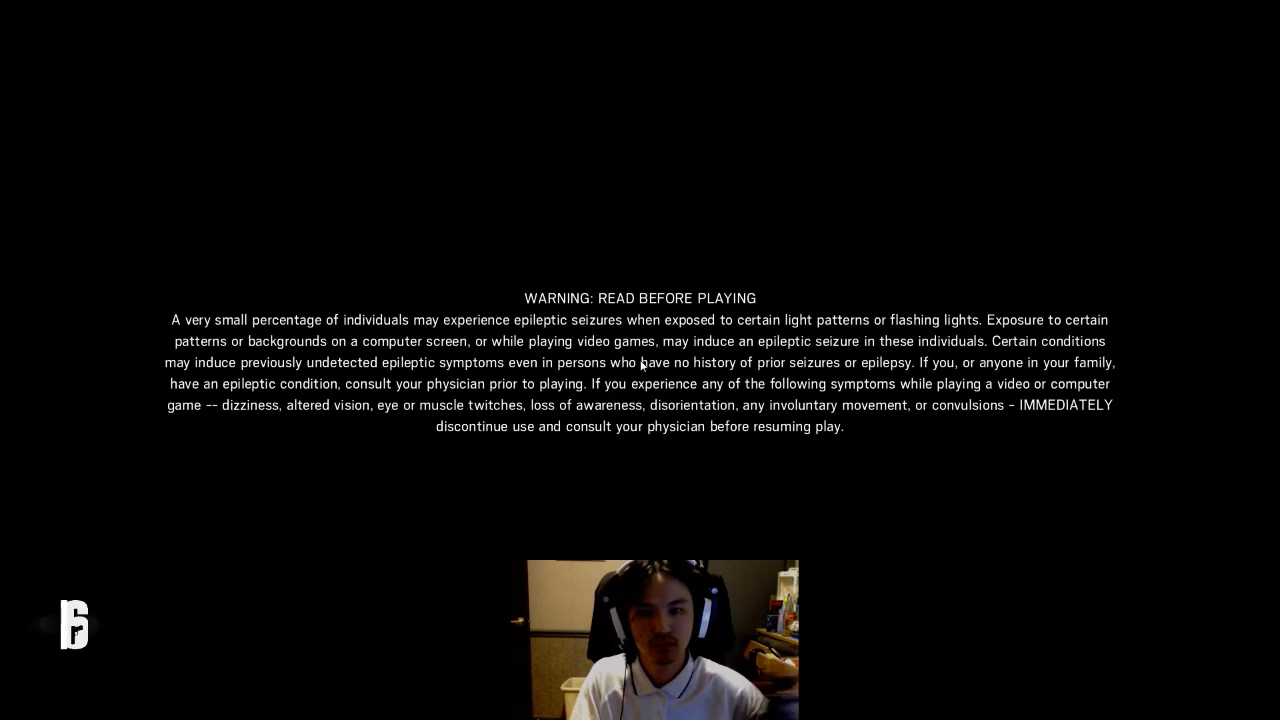 WARNING: READ BEFORE PLAYING
A very small percentage of individuals may experience epileptic seizures when exposed to certain light patterns or flashing lights. Exposure to certain
patterns or backgrounds on a computer screen, or while playing video games, may induce an epileptic seizure in these individuals. Certain conditions
may induce previously undetected epileptic symptoms even in persons who have no history of prior seizures or epilepsy. If you, or anyone in your family,
have an epileptic condition, consult your physician prior to playing. If you experience any of the following symptoms while playing a video or computer
game -- dizziness, altered vision, eye or muscle twitches, loss of awareness, disorientation, any involuntary movement, or convulsions - IMMEDIATELY
discontinue use and consult your physician before resuming play.
6